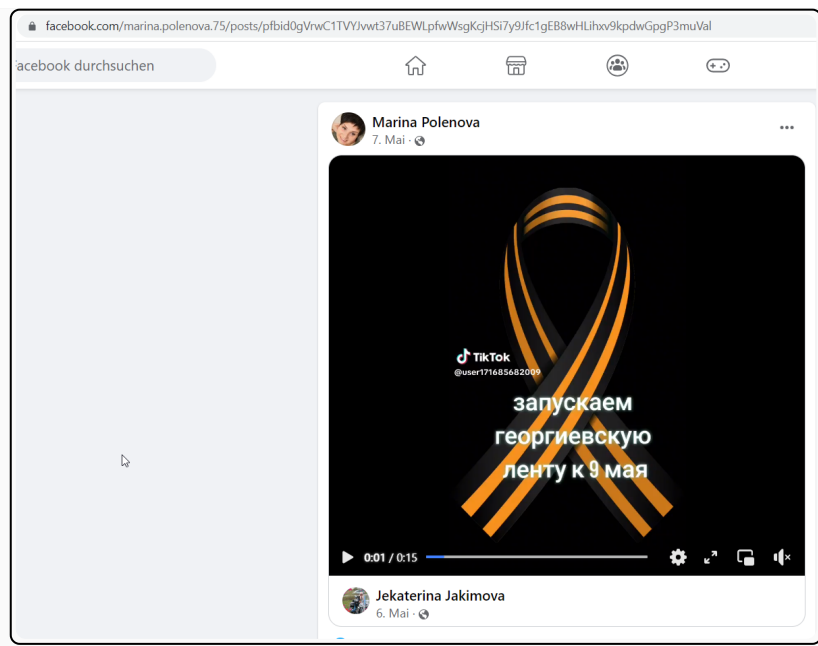 facebook.com/marina.polenova.75/posts/pfbid0gVrwC1TVYJvwt37uBEWLpfwWsgKcjHSi7y9Jfc1gEB8wHLihxv9kpdwGpgP3muVal
acebook durchsuchen
Marina Polenova
7. Mai ·
TikTok
@user171685682009
запускаем
георгиевскую
ленту к 9 мая
0:01 / 0:15
Jekaterina Jakimova
6. Mai ·